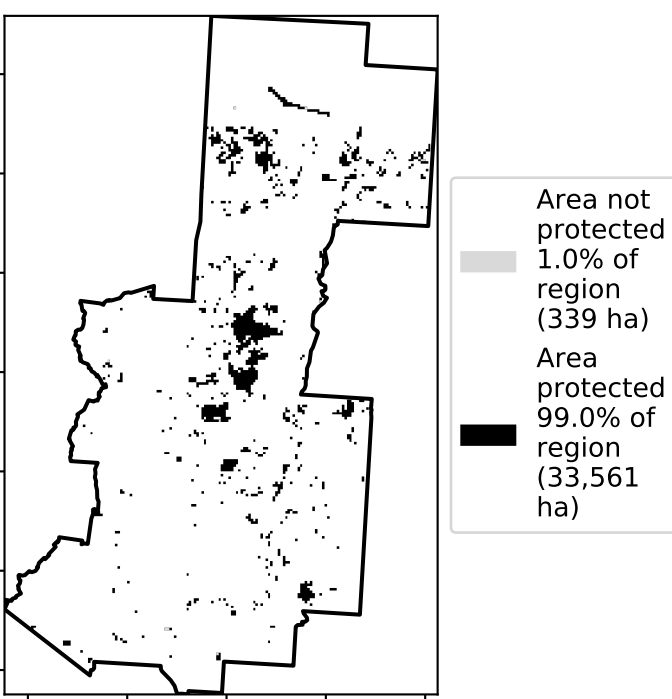 Area not
protected
1.0% of
region
(339 ha)
Area
protected
99.0% of
region
(33,561
ha)